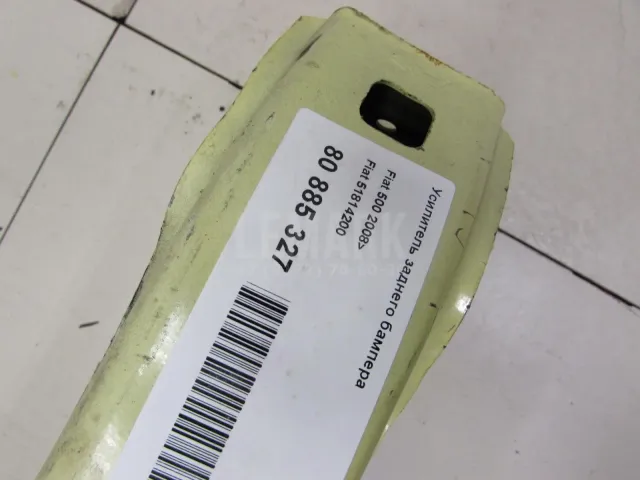 Усилитель заднего бампера
Fiat 500 2008>
Fiat 51814200
80 885 327